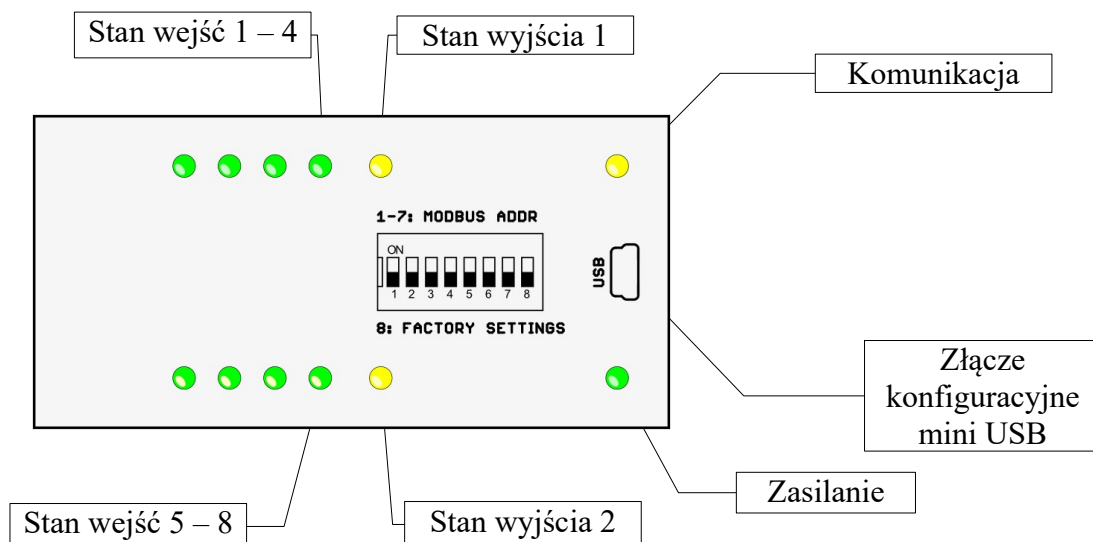 Stan wejść 1 – 4
Stan wyjścia 1
Komunikacja
1-7: MODBUS ADDR
ON
1 2 3 4 5 6 7 8
USB
8: FACTORY SETTINGS
Złącze
konfiguracyjne
mini USB
Zasilanie
Stan wejść 5 – 8
Stan wyjścia 2